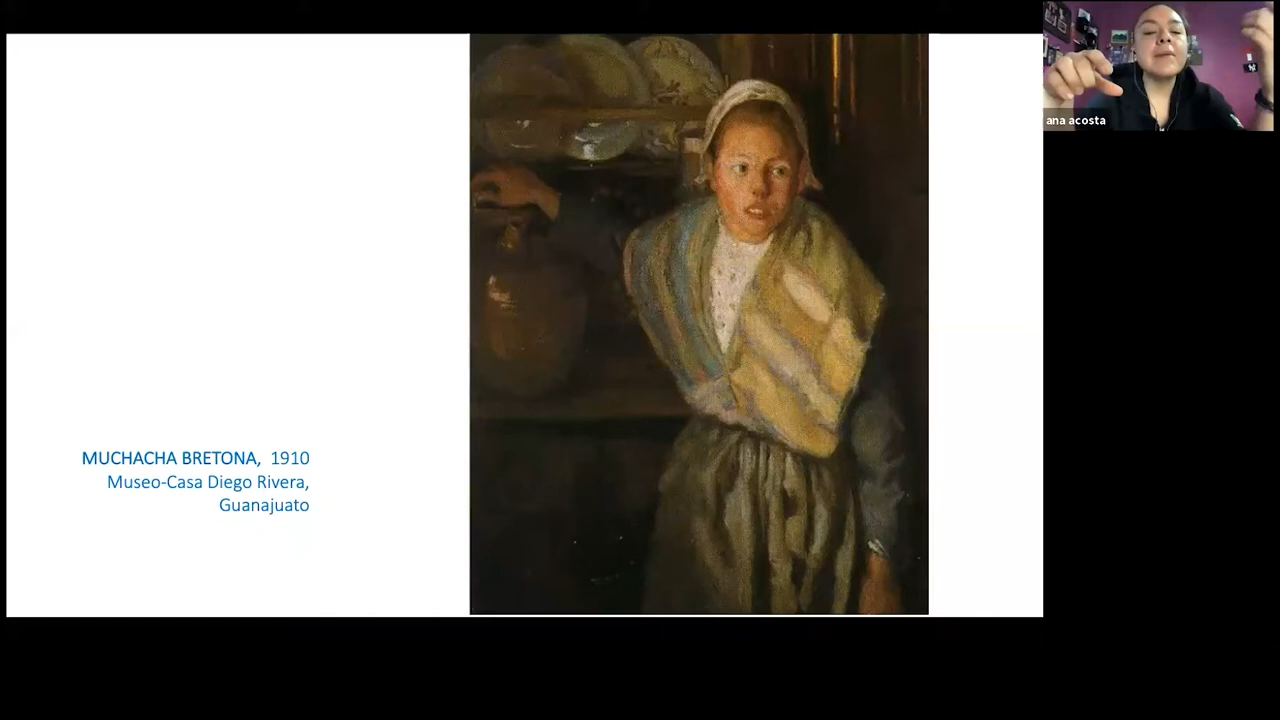 ana acosta
MUCHACHA BRETONA, 1910
Museo-Casa Diego Rivera,
Guanajuato